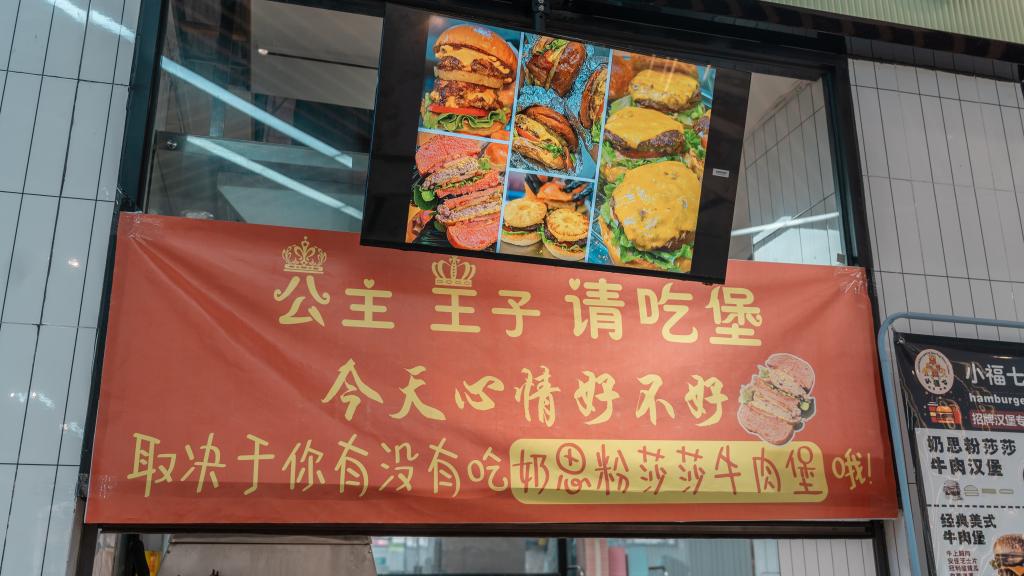 公主 王子 请吃堡
今天心情好不好
取决于你有没有吃奶思粉莎莎牛肉堡哦!
小福七
hamburge
招牌汉堡专
奶思粉莎莎
牛肉汉堡
经典美式
牛肉堡